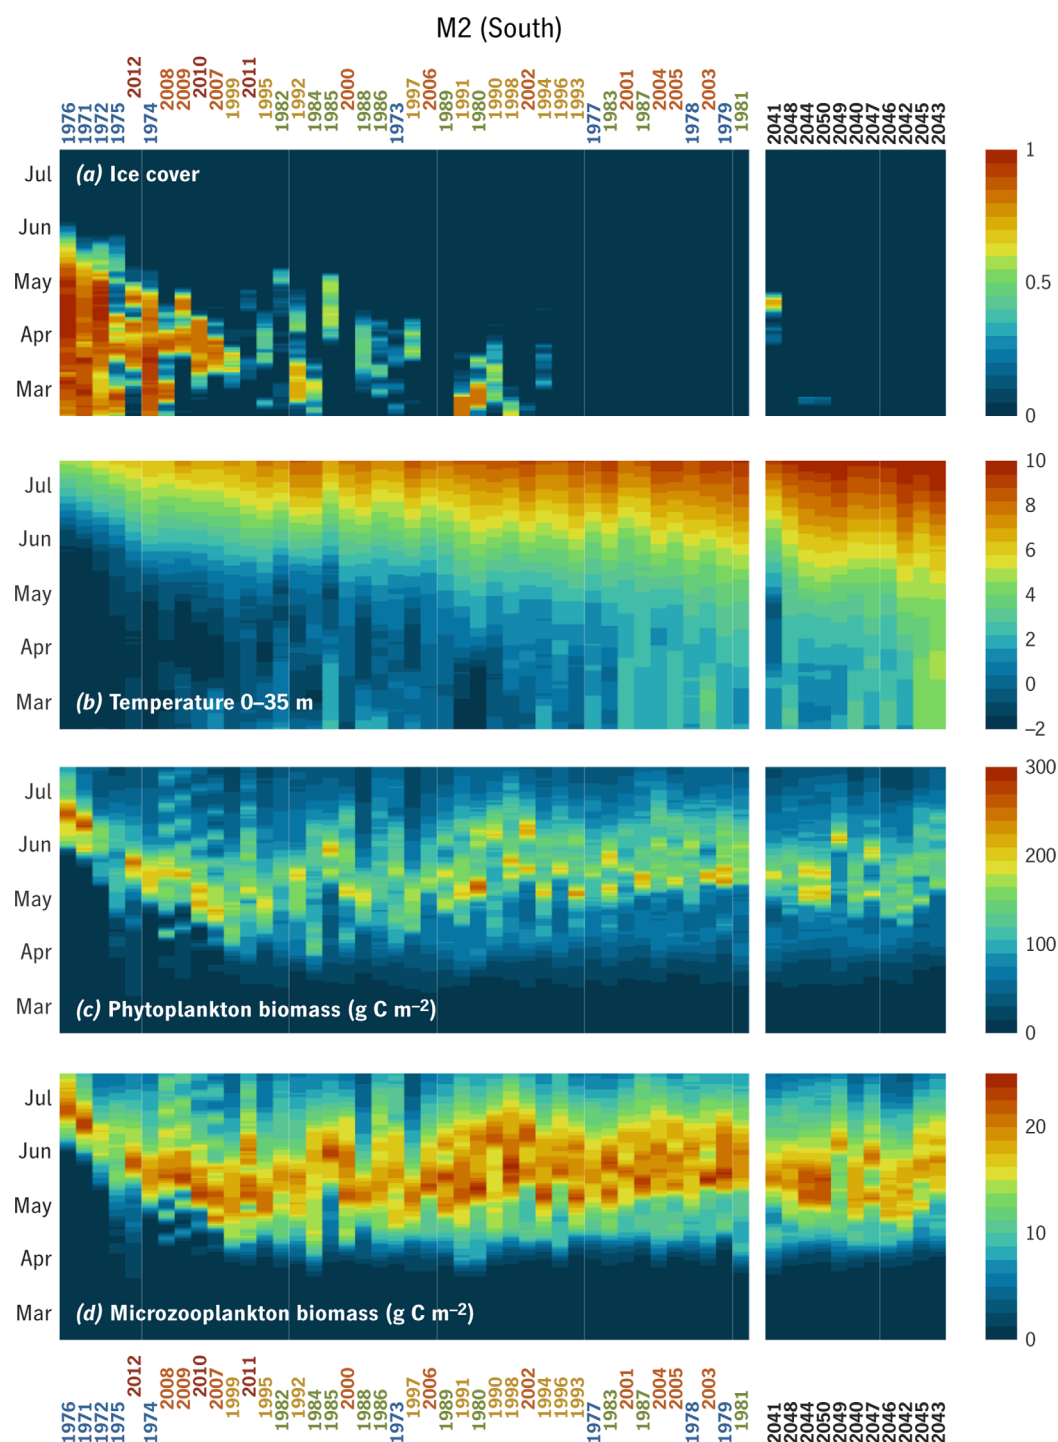 M2 (South)
1976 1971 1972 1975 2012 1974 2008 2009 2010 2007 1999 2011 1995 1982 1992 1984 1985 2000 1988 1986 1973 1997 2006 1989 1991 1980 1990 1998 2002 1994 1996 1993 1977 1983 2001 1987 2004 2005 1978 2003 1979 1981 2041 2048 2044 2050 2049 2040 2047 2046 2042 2045 2043
(a) Ice cover
Jul
Jun
May
Apr
Mar
1
0.5
0
(b) Temperature 0–35 m
Jul
Jun
May
Apr
Mar
10
8
6
4
2
0
–2
(c) Phytoplankton biomass (g C m–2)
Jul
Jun
May
Apr
Mar
300
200
100
0
(d) Microzooplankton biomass (g C m–2)
Jul
Jun
May
Apr
Mar
20
10
0
1976 1971 1972 1975 2012 1974 2008 2009 2010 2007 1999 2011 1995 1982 1992 1984 1985 2000 1988 1986 1973 1997 2006 1989 1991 1980 1990 1998 2002 1994 1996 1993 1977 1983 2001 1987 2004 2005 1978 2003 1979 1981 2041 2048 2044 2050 2049 2040 2047 2046 2042 2045 2043